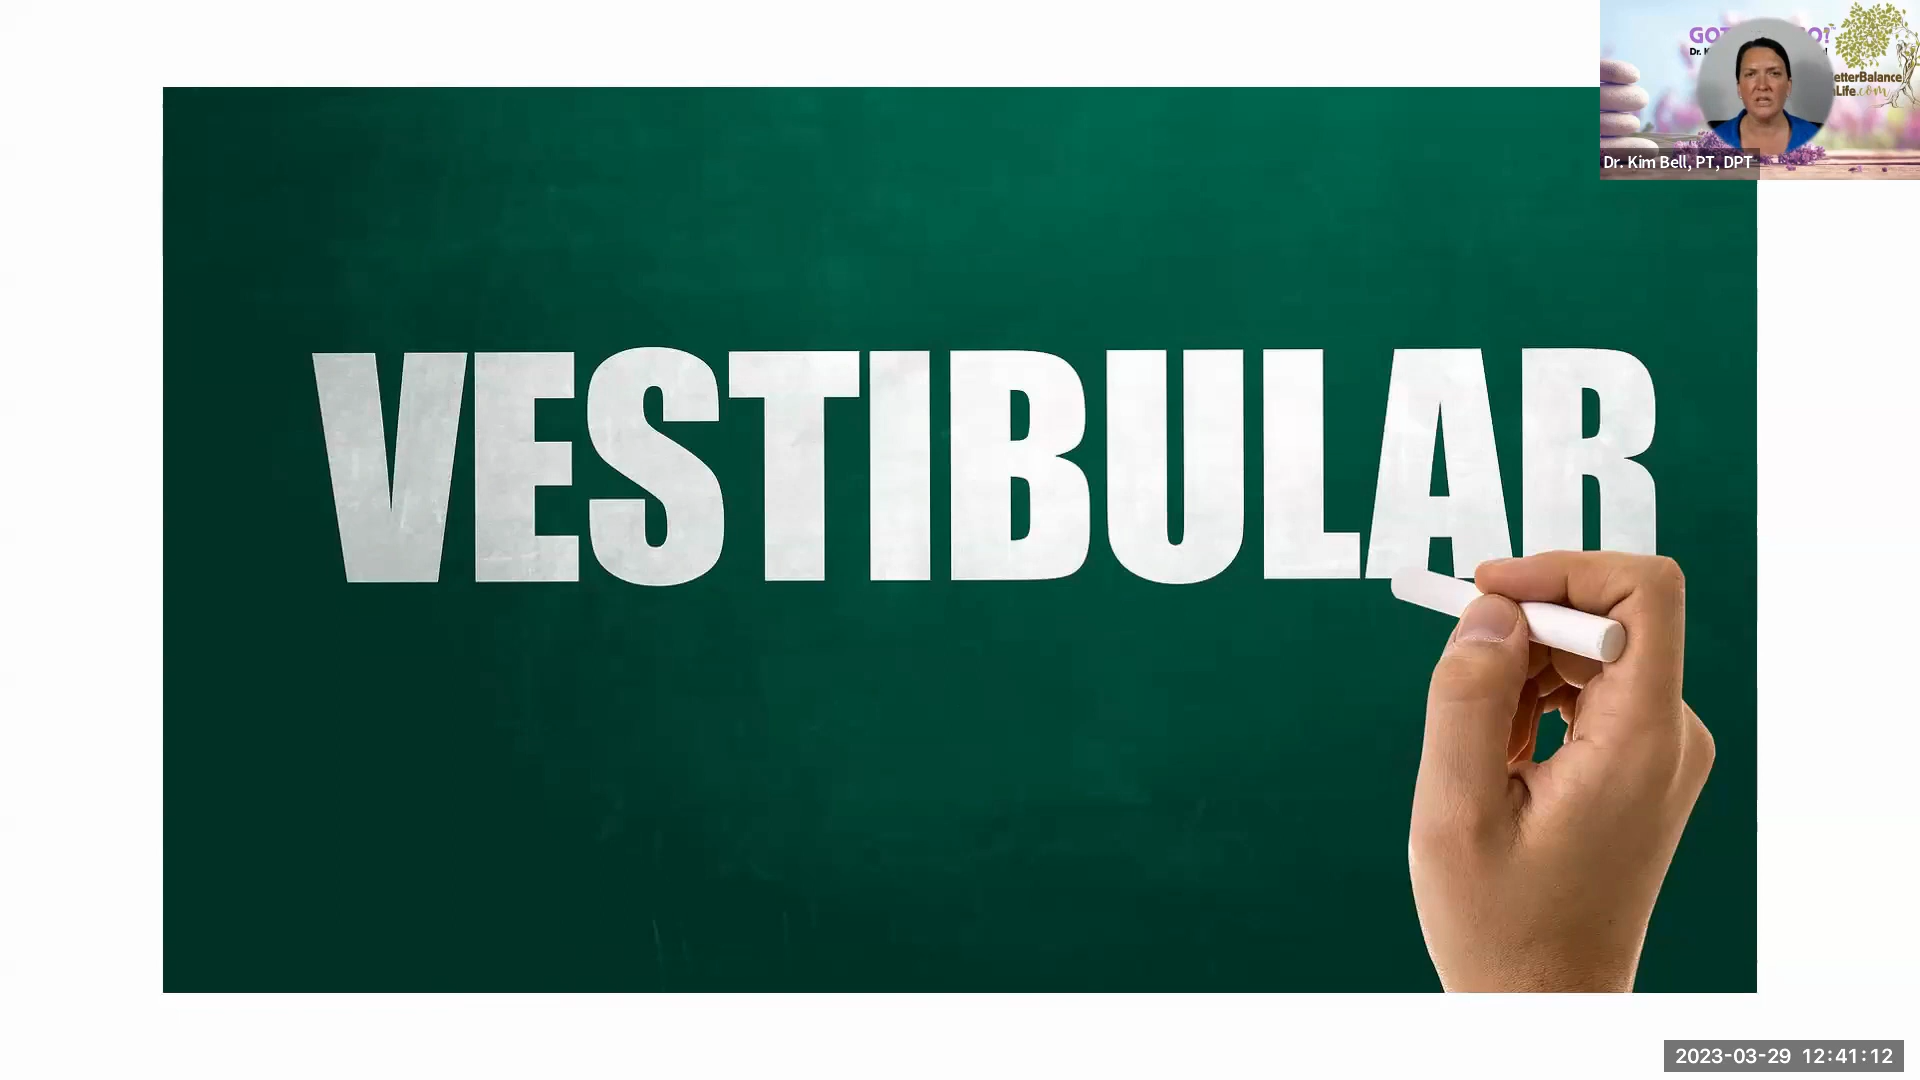 VESTIBULAR
Dr. Kim Bell, PT, DPT
2023-03-29 12:41:12